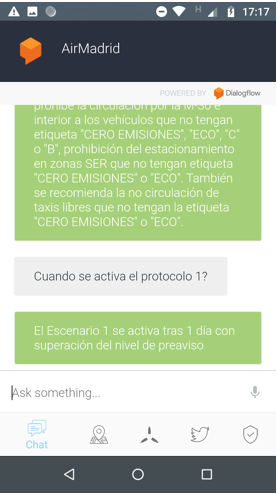 17:17
AirMadrid
POWERED BY Dialogflow
prohíbe la circulación por la M-30 e
interior a los vehículos que no tengan
etiqueta "CERO EMISIONES", "ECO", "C"
o "B", prohibición del estacionamiento
en zonas SER que no tengan etiqueta
"CERO EMISIONES" o "ECO". También
se recomienda la no circulación de
taxis libres que no tengan la etiqueta
"CERO EMISIONES" o "ECO".
Cuando se activa el protocolo 1?
El Escenario 1 se activa tras 1 día con
superación del nivel de preaviso
Ask something...
Chat